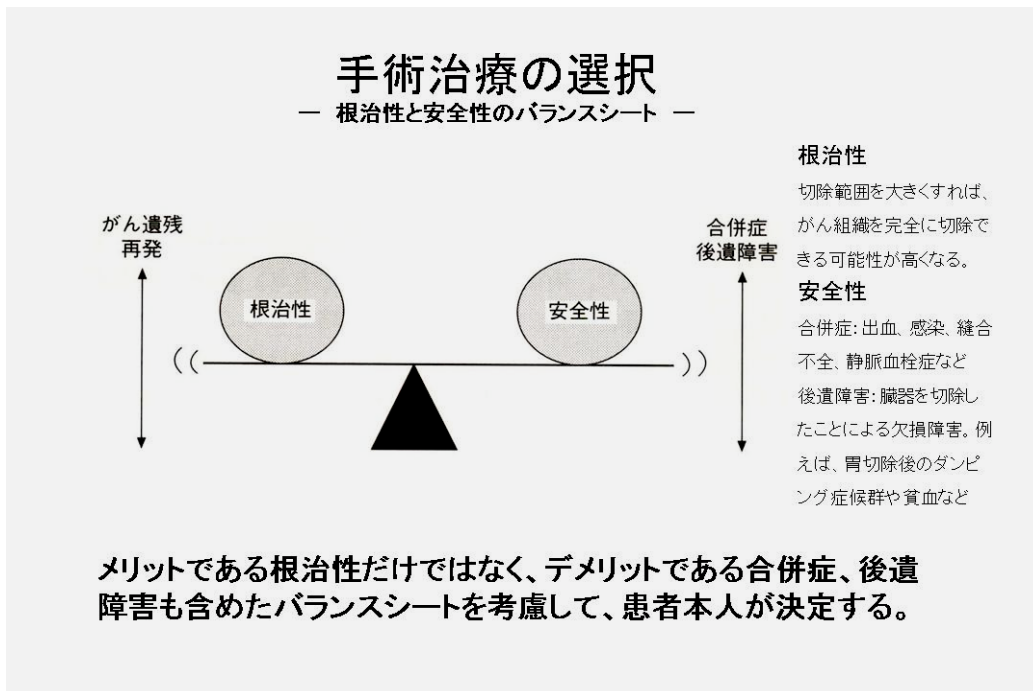 手術治療の選択
― 根治性と安全性のバランスシート ―
がん遺残
再発
根治性
安全性
合併症
後遺障害
根治性
切除範囲を大きくすれば、
がん組織を完全に切除で
きる可能性が高くなる。
安全性
合併症:出血、感染、縫合
不全、静脈血栓症など
後遺障害:臓器を切除し
たことによる欠損障害。例
えば、胃切除後のダンピ
ング症候群や貧血など
メリットである根治性だけではなく、デメリットである合併症、後遺
障害も含めたバランスシートを考慮して、患者本人が決定する。